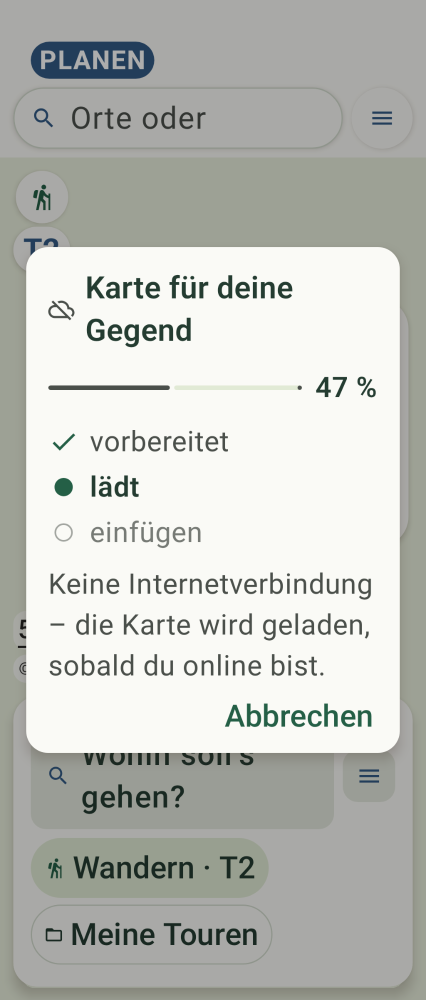 PLANEN
Orte oder
T2
Karte für deine
Gegend
47 %
vorbereitet
lädt
einfügen
Keine Internetverbindung
– die Karte wird geladen,
sobald du online bist.
Abbrechen
Wohin soll's
gehen?
Wandern · T2
Meine Touren